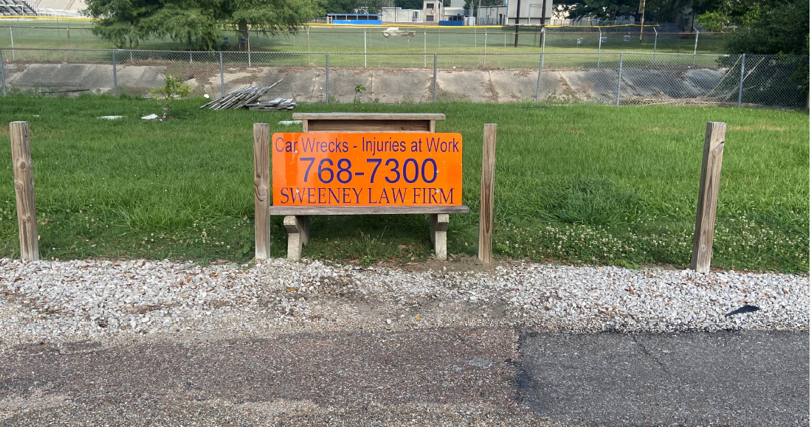 Car Wrecks - Injuries at Work
768-7300
SWEENEY LAW FIRM